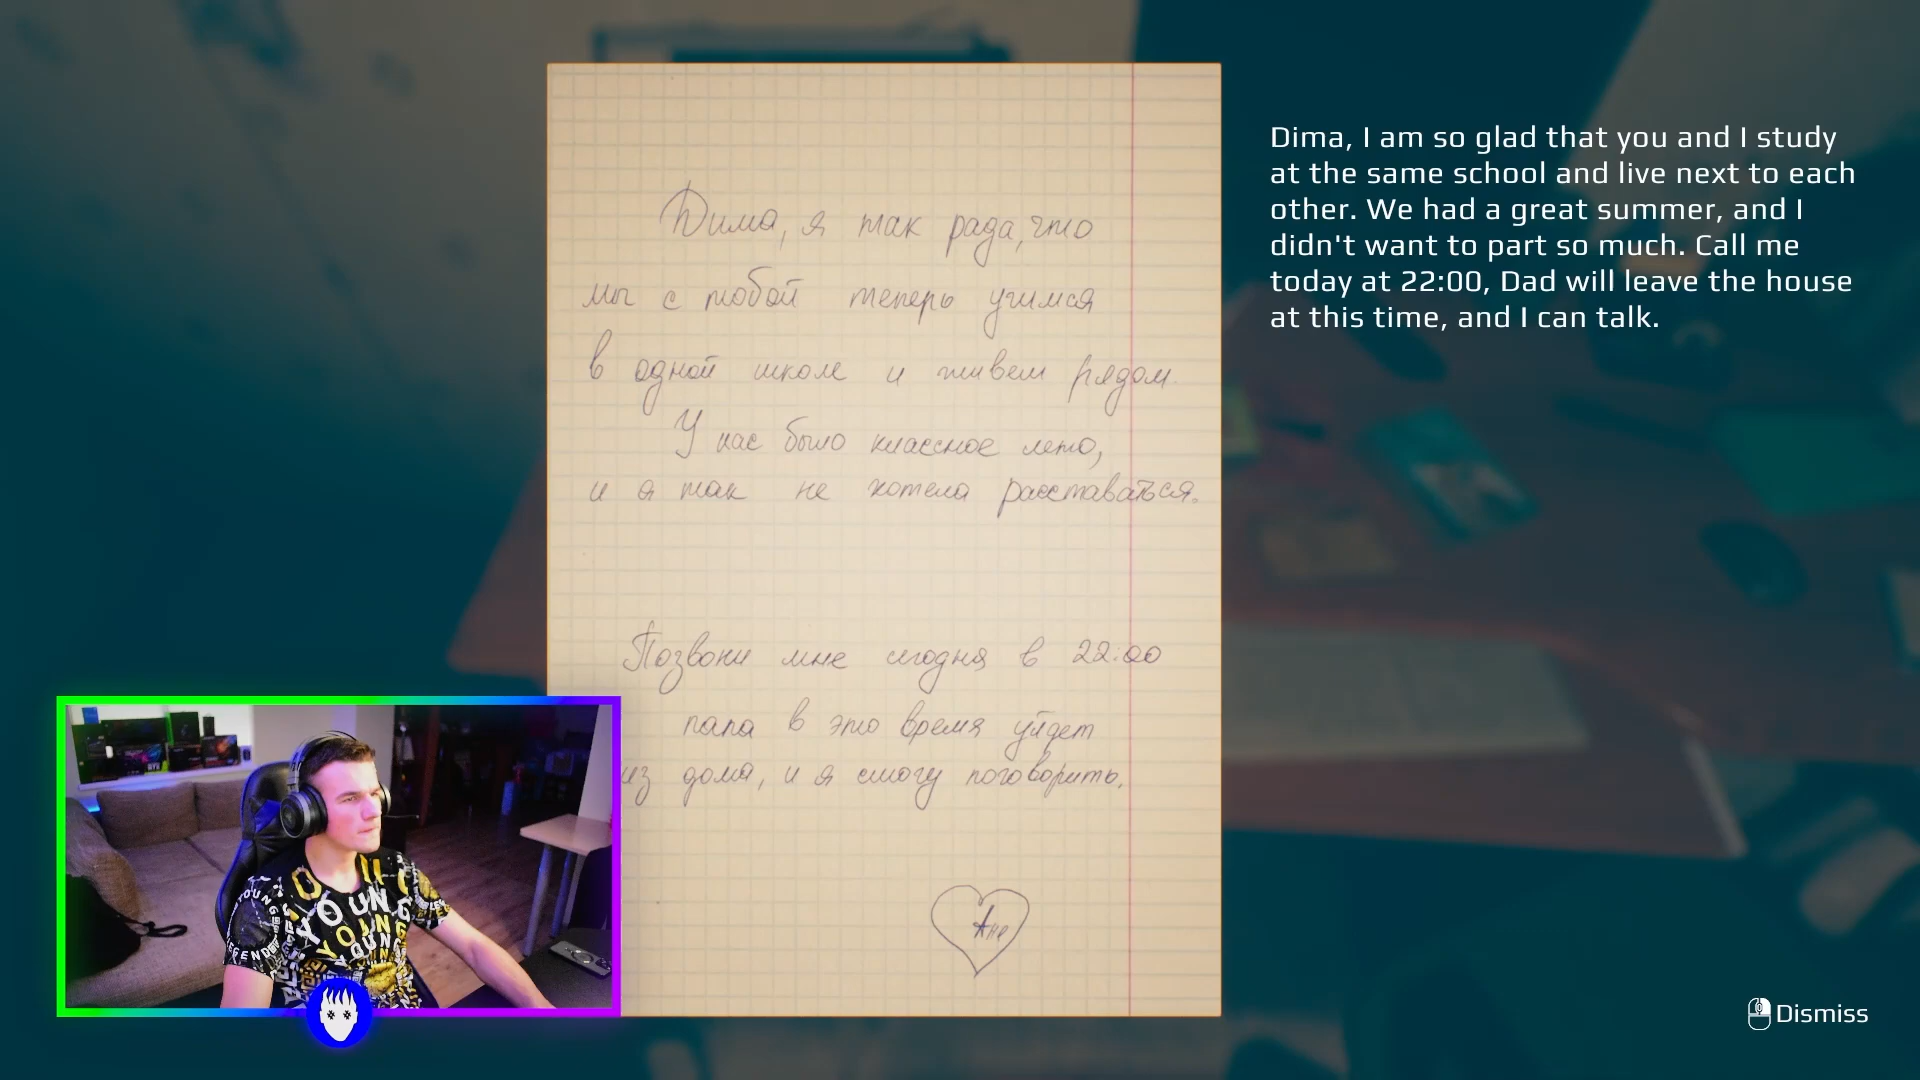 Дима, я так рада, что
мы с тобой теперь учимся
в одной школе и живем рядом.
У нас было классное лето,
и я так не хотела расставаться.
Позвони мне сегодня в 22:00
папа в это время уйдет
из дома, и я смогу поговорить.
Dima, I am so glad that you and I study
at the same school and live next to each
other. We had a great summer, and I
didn't want to part so much. Call me
today at 22:00, Dad will leave the house
at this time, and I can talk.
YOUNG
YOUNG
YOUNG
Dismiss